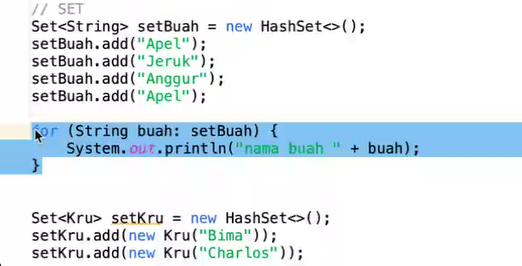 // SET
Set<String> setBuah = new HashSet<>();
setBuah.add("Apel");
setBuah.add("Jeruk");
setBuah.add("Anggur");
setBuah.add("Apel");
for (String buah: setBuah) {
System.out.println("nama buah " + buah);
}
Set<Kru> setKru = new HashSet<>();
setKru.add(new Kru("Bima"));
setKru.add(new Kru("Charlos"));